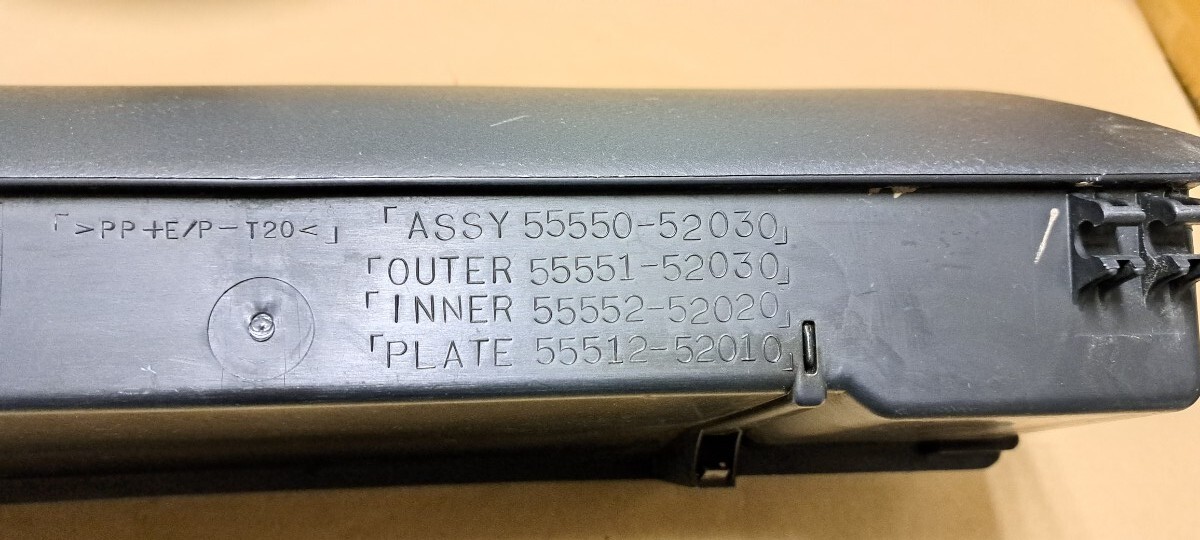 「>PP+E/P-T20<」
「ASSY 55550-52030」
「OUTER 55551-52030」
「INNER 55552-52020」
「PLATE 55512-52010」